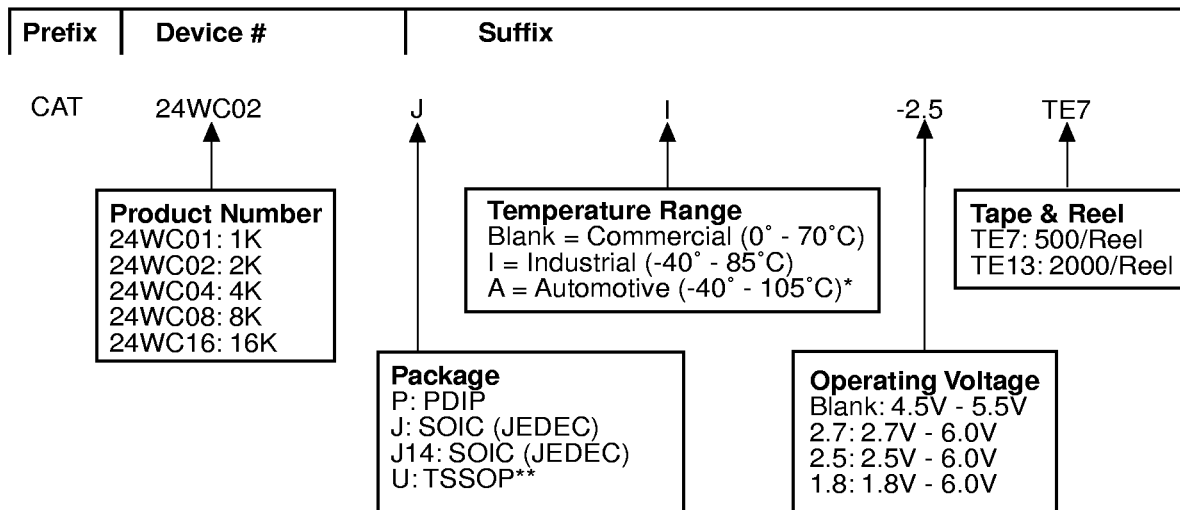 Prefix Device # Suffix
CAT 24WC02 J I -2.5 TE7
Product Number
24WC01: 1K
24WC02: 2K
24WC04: 4K
24WC08: 8K
24WC16: 16K
Temperature Range
Blank = Commercial (0˚ - 70˚C)
I = Industrial (-40˚ - 85˚C)
A = Automotive (-40˚ - 105˚C)*
Tape & Reel
TE7: 500/Reel
TE13: 2000/Reel
Package
P: PDIP
J: SOIC (JEDEC)
J14: SOIC (JEDEC)
U: TSSOP**
Operating Voltage
Blank: 4.5V - 5.5V
2.7: 2.7V - 6.0V
2.5: 2.5V - 6.0V
1.8: 1.8V - 6.0V